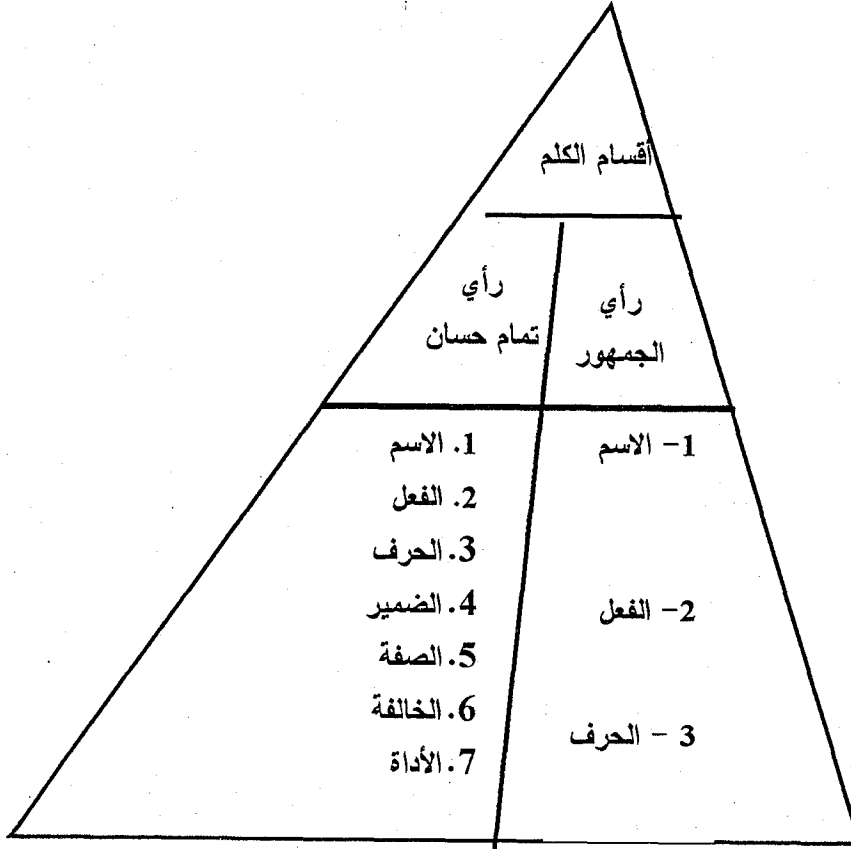 أقسام الكلم
رأي
الجمهور
رأي
تمام حسان
1- الاسم
2- الفعل
3 - الحرف
1. الاسم
2. الفعل
3. الحرف
4. الضمير
5. الصفة
6. الخالفة
7. الأداة